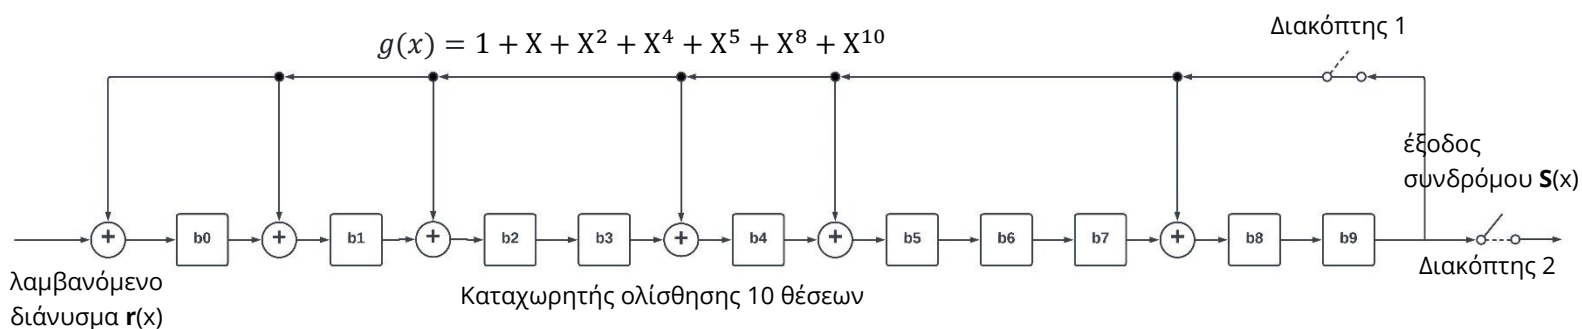 g(x) = 1 + X + X² + X⁴ + X⁵ + X⁸ + X¹⁰
Διακόπτης 1
έξοδος
συνδρόμου S(x)
+ b0 + b1 + b2 b3 + b4 + b5 b6 b7 + b8 b9
Διακόπτης 2
λαμβανόμενο
διάνυσμα r(x)
Καταχωρητής ολίσθησης 10 θέσεων